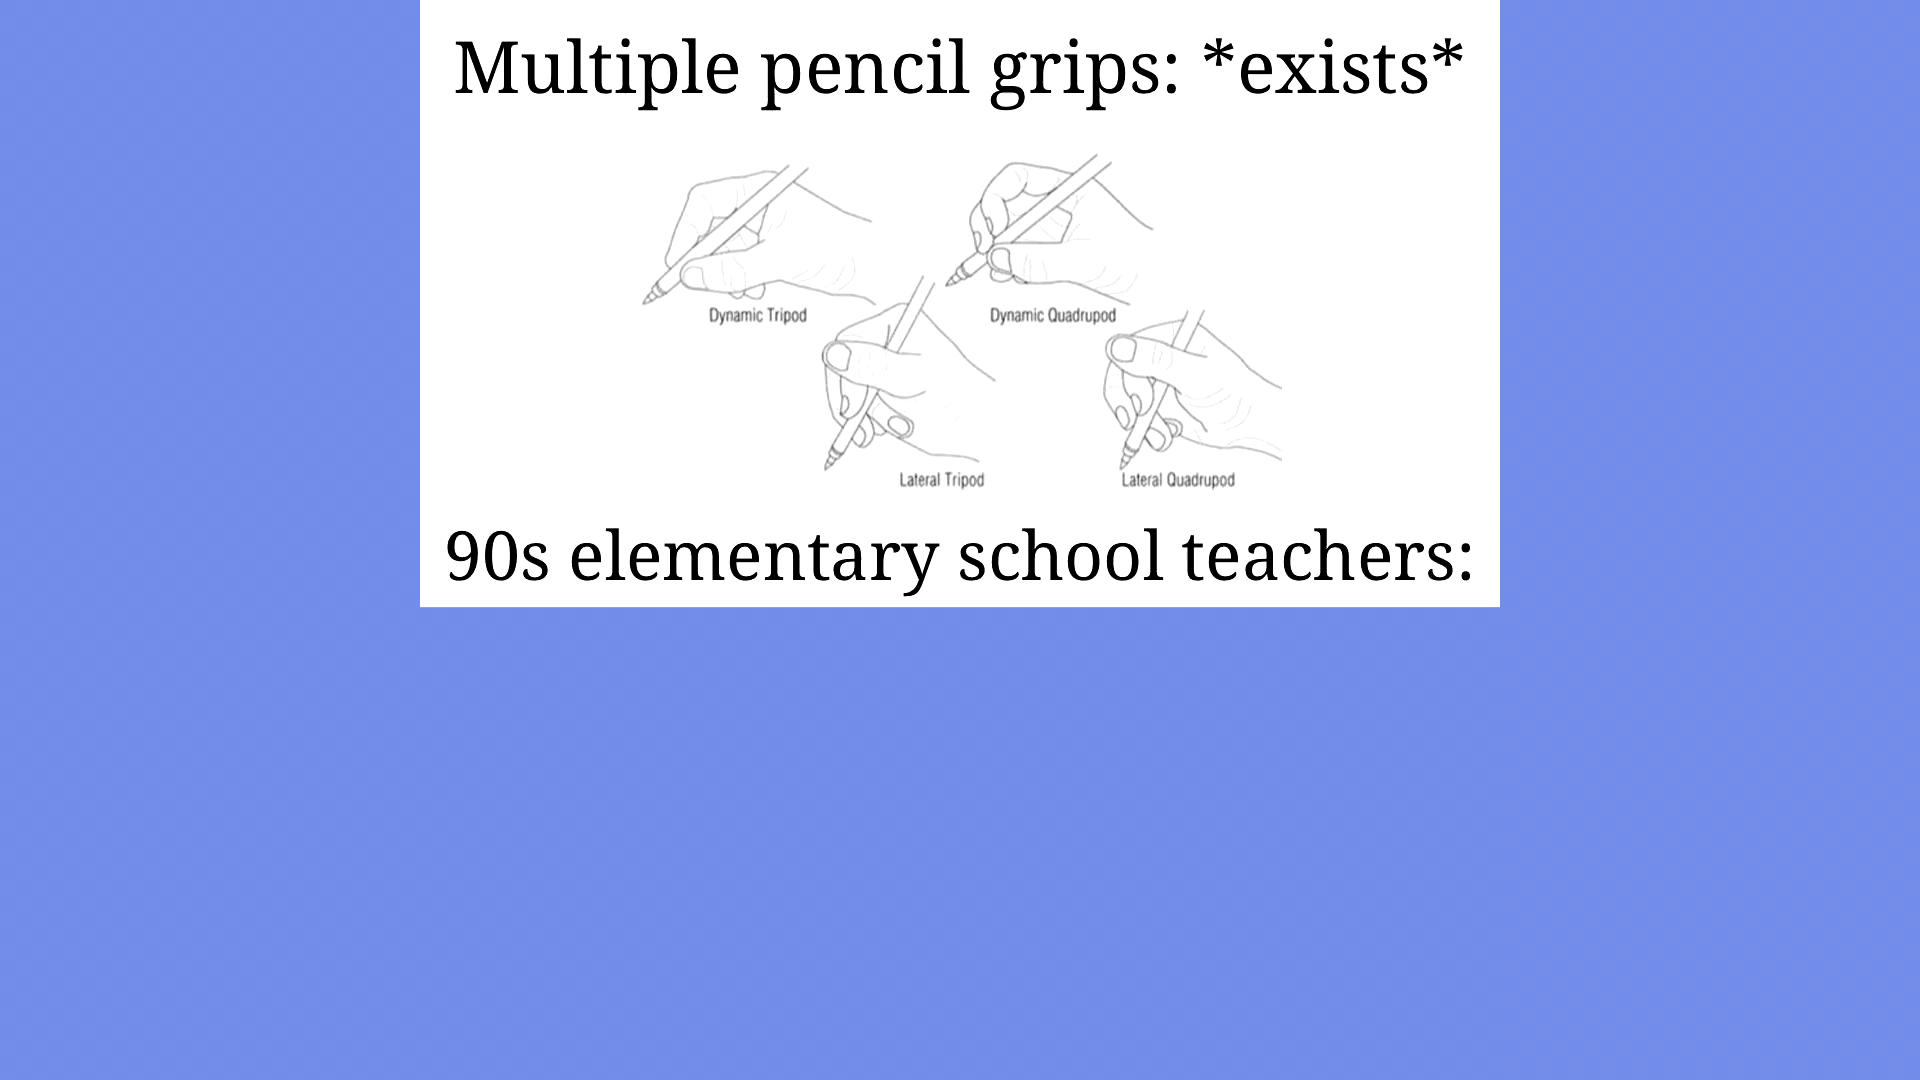 Multiple pencil grips: *exists*
Dynamic Tripod
Dynamic Quadrupod
Lateral Tripod
Lateral Quadrupod
90s elementary school teachers: